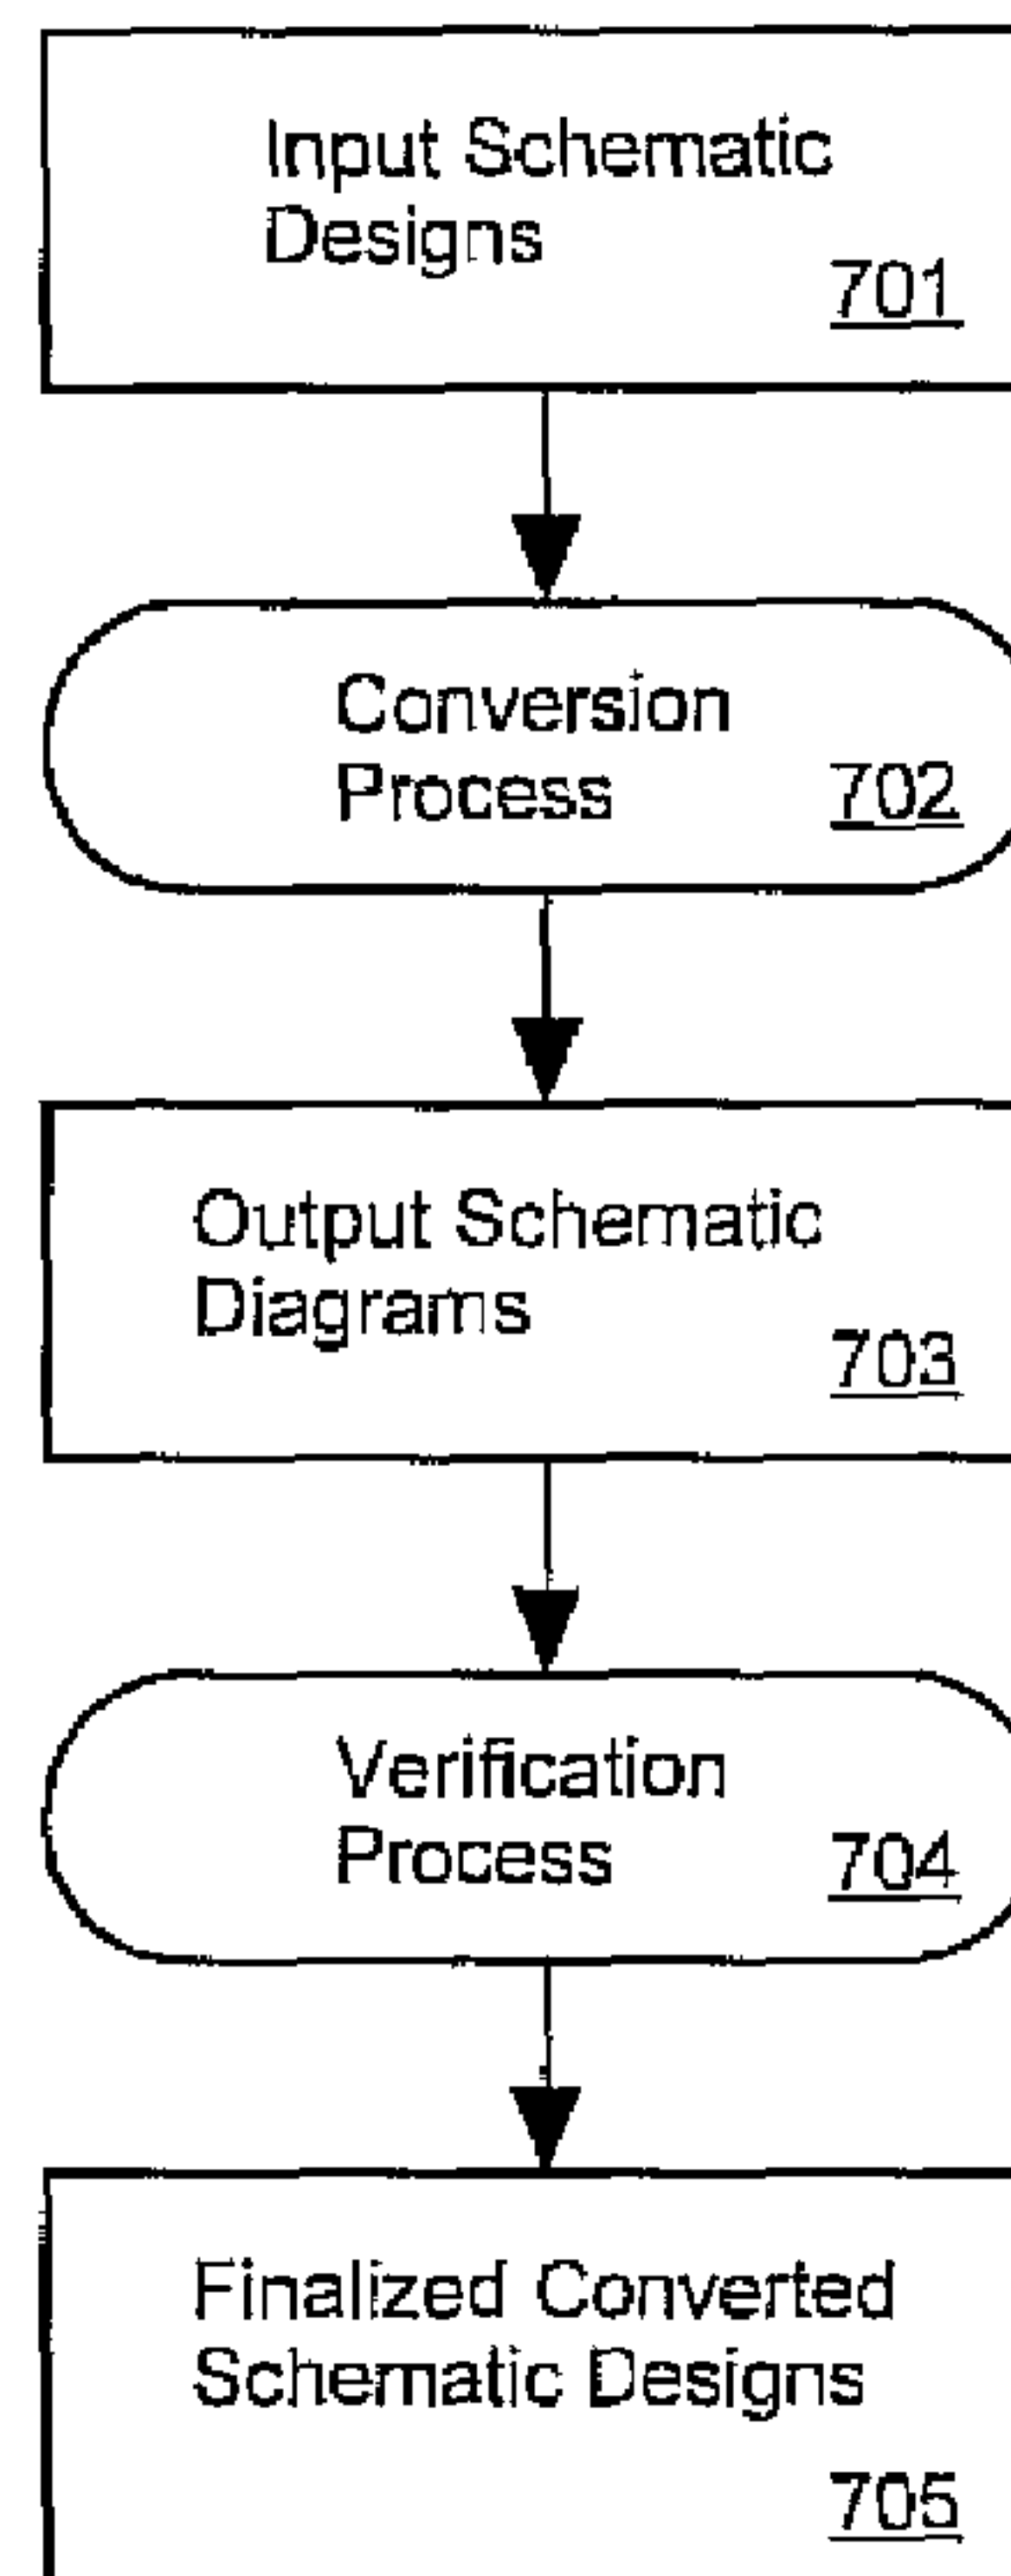 Input Schematic
Designs
701
Conversion
Process 702
Output Schematic
Diagrams
703
Verification
Process 704
Finalized Converted
Schematic Designs
705